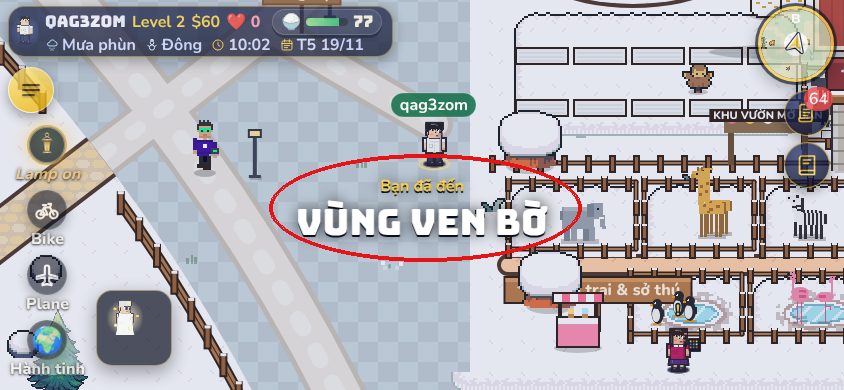 QAG3ZOM Level 2 $60 ❤ 0 77
Mưa phùn Đông 10:02 T5 19/11
B
qag3zom
64
KHU VƯỜN
Lamp on
Bạn đã đến
VÙNG VEN BỜ
Bike
Plane
trại & sở thú
Hành tinh